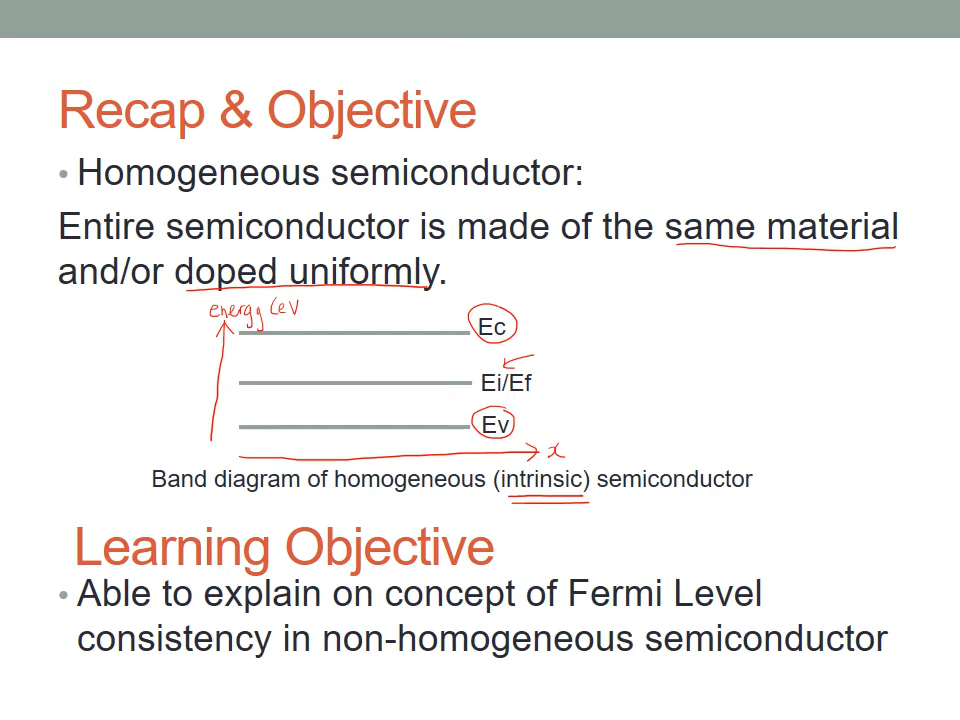 Recap & Objective
• Homogeneous semiconductor:
Entire semiconductor is made of the same material
and/or doped uniformly.
energy (eV
Ec
Ei/Ef
Ev
x
Band diagram of homogeneous (intrinsic) semiconductor
Learning Objective
• Able to explain on concept of Fermi Level
consistency in non-homogeneous semiconductor